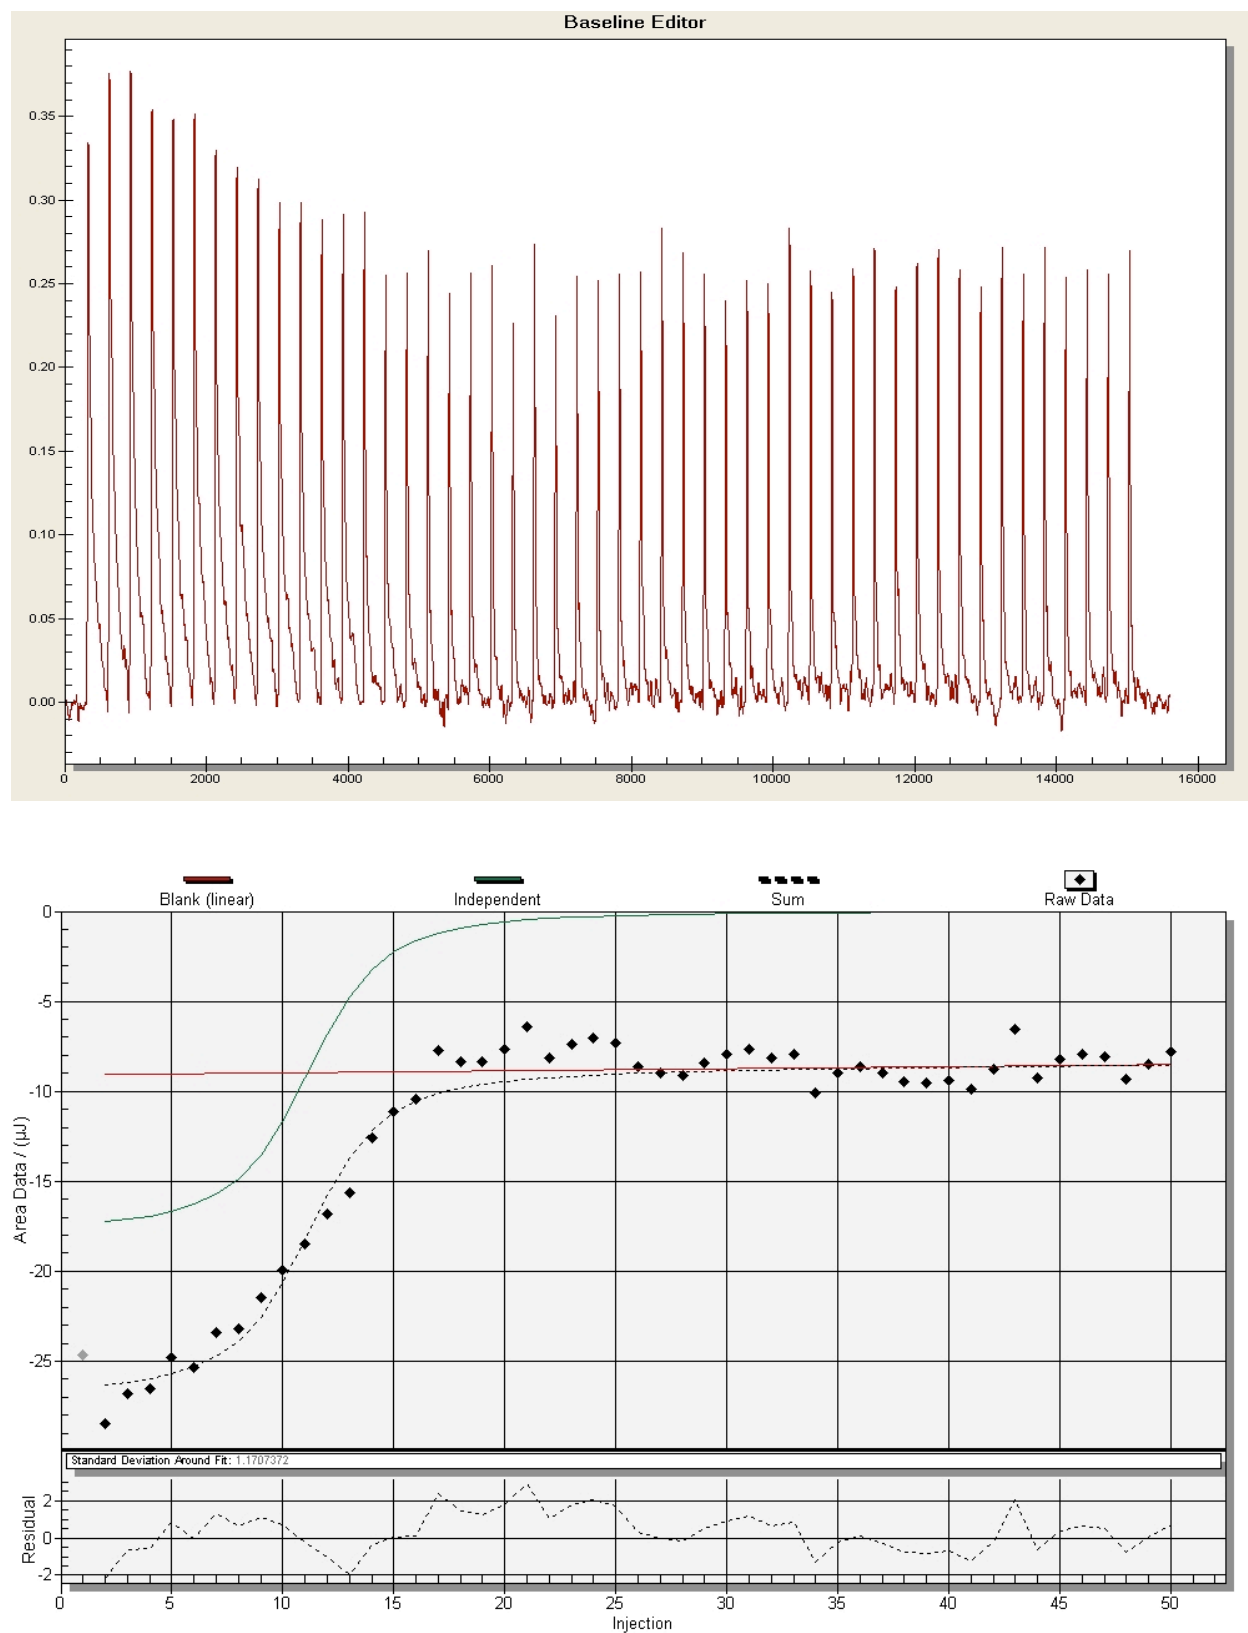 Baseline Editor
0.35
0.30
0.25
0.20
0.15
0.10
0.05
0.00
0 2000 4000 6000 8000 10000 12000 14000 16000
Blank (linear) Independent Sum Raw Data
0
-5
-10
-15
-20
-25
Area Data / (µJ)
Standard Deviation Around Fit: 1.1707372
2
0
-2
Residual
0 5 10 15 20 25 30 35 40 45 50
Injection